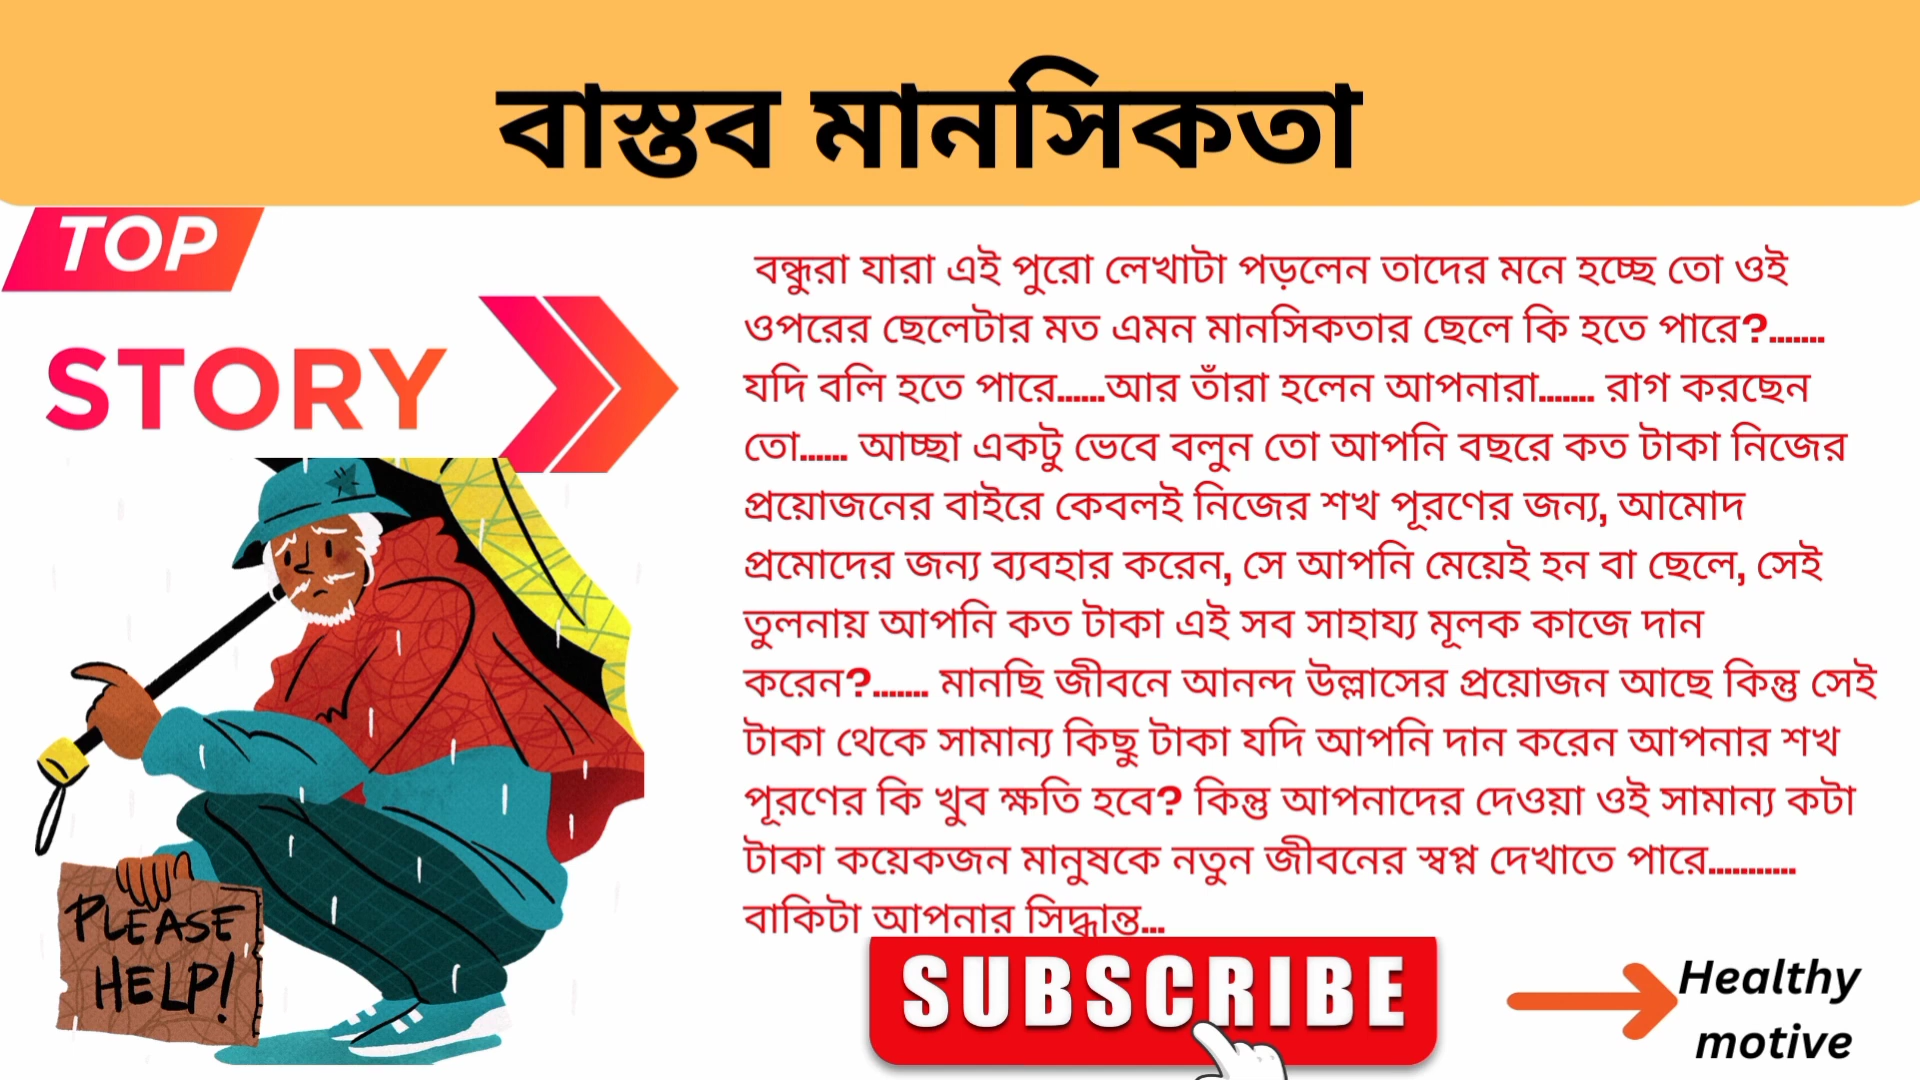 বাস্তব মানসিকতা
TOP
STORY
বন্ধুরা যারা এই পুরো লেখাটা পড়লেন তাদের মনে হচ্ছে তো ওই
ওপরের ছেলেটার মত এমন মানসিকতার ছেলে কি হতে পারে?.......
যদি বলি হতে পারে......আর তাঁরা হলেন আপনারা....... রাগ করছেন
তো...... আচ্ছা একটু ভেবে বলুন তো আপনি বছরে কত টাকা নিজের
প্রয়োজনের বাইরে কেবলই নিজের শখ পূরণের জন্য, আমোদ
প্রমোদের জন্য ব্যবহার করেন, সে আপনি মেয়েই হন বা ছেলে, সেই
তুলনায় আপনি কত টাকা এই সব সাহায্য মূলক কাজে দান
করেন?....... মানছি জীবনে আনন্দ উল্লাসের প্রয়োজন আছে কিন্তু সেই
টাকা থেকে সামান্য কিছু টাকা যদি আপনি দান করেন আপনার শখ
পূরণের কি খুব ক্ষতি হবে? কিন্তু আপনাদের দেওয়া ওই সামান্য কটা
টাকা কয়েকজন মানুষকে নতুন জীবনের স্বপ্ন দেখাতে পারে...........
বাকিটা আপনার সিদ্ধান্ত...
PLEASE
HELP!
SUBSCRIBE
Healthy
motive